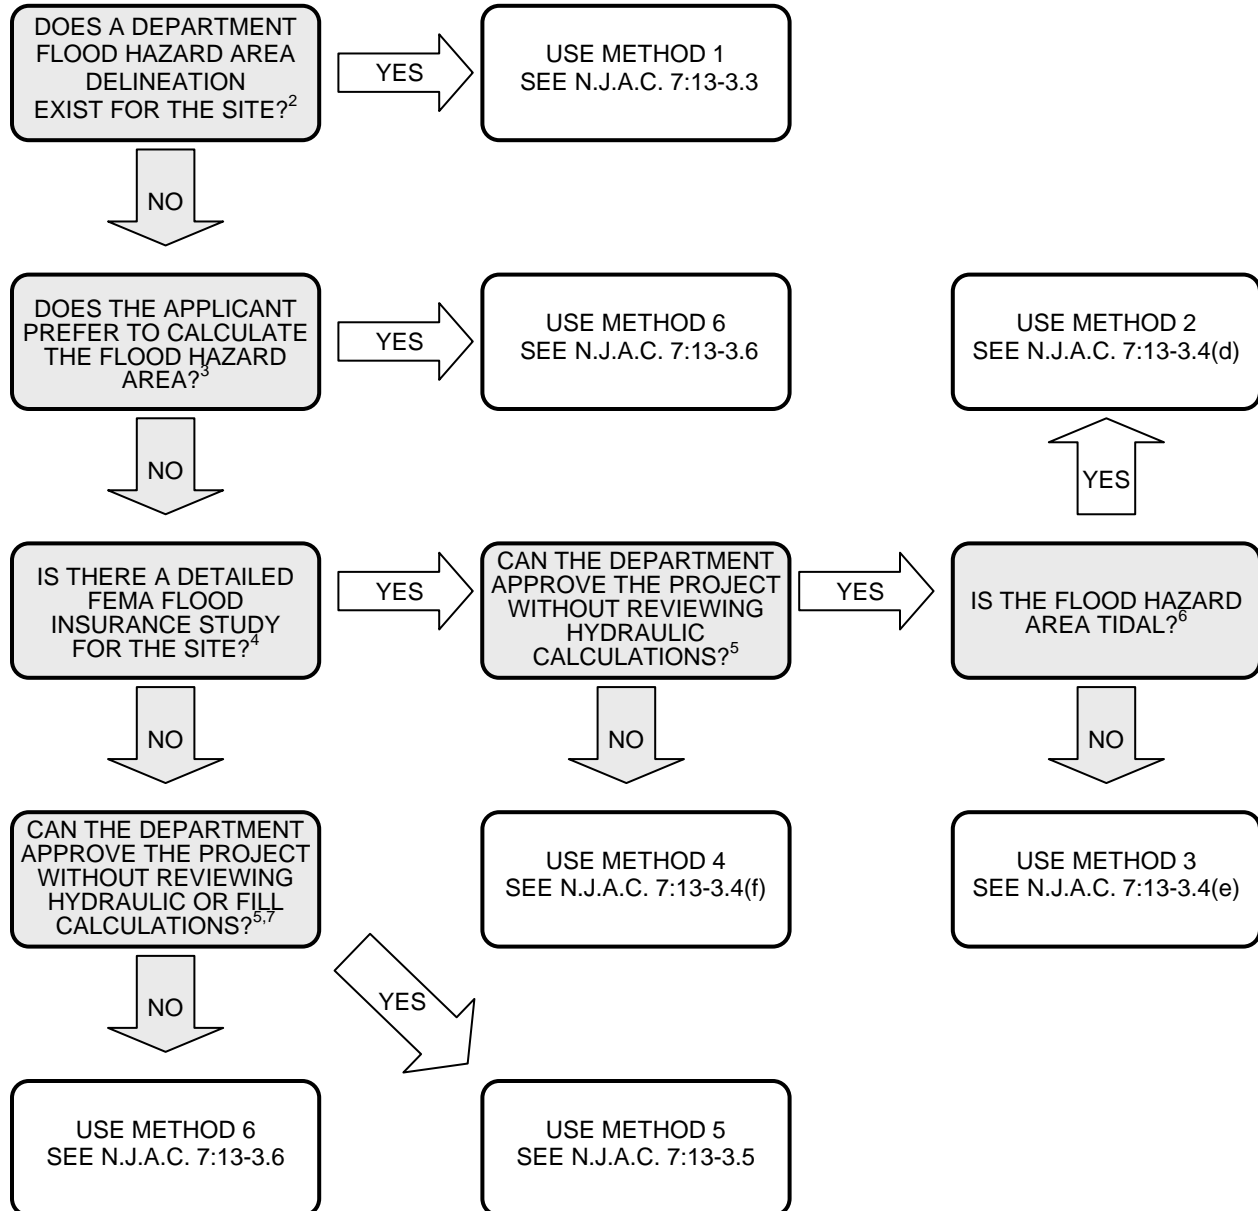 DOES A DEPARTMENT
FLOOD HAZARD AREA
DELINEATION
EXIST FOR THE SITE?2
YES
USE METHOD 1
SEE N.J.A.C. 7:13-3.3
NO
DOES THE APPLICANT
PREFER TO CALCULATE
THE FLOOD HAZARD
AREA?3
YES
USE METHOD 6
SEE N.J.A.C. 7:13-3.6
USE METHOD 2
SEE N.J.A.C. 7:13-3.4(d)
NO
YES
IS THERE A DETAILED
FEMA FLOOD
INSURANCE STUDY
FOR THE SITE?4
YES
CAN THE DEPARTMENT
APPROVE THE PROJECT
WITHOUT REVIEWING
HYDRAULIC
CALCULATIONS?5
YES
IS THE FLOOD HAZARD
AREA TIDAL?6
NO
NO
NO
CAN THE DEPARTMENT
APPROVE THE PROJECT
WITHOUT REVIEWING
HYDRAULIC OR FILL
CALCULATIONS?5,7
USE METHOD 4
SEE N.J.A.C. 7:13-3.4(f)
USE METHOD 3
SEE N.J.A.C. 7:13-3.4(e)
NO
YES
USE METHOD 6
SEE N.J.A.C. 7:13-3.6
USE METHOD 5
SEE N.J.A.C. 7:13-3.5